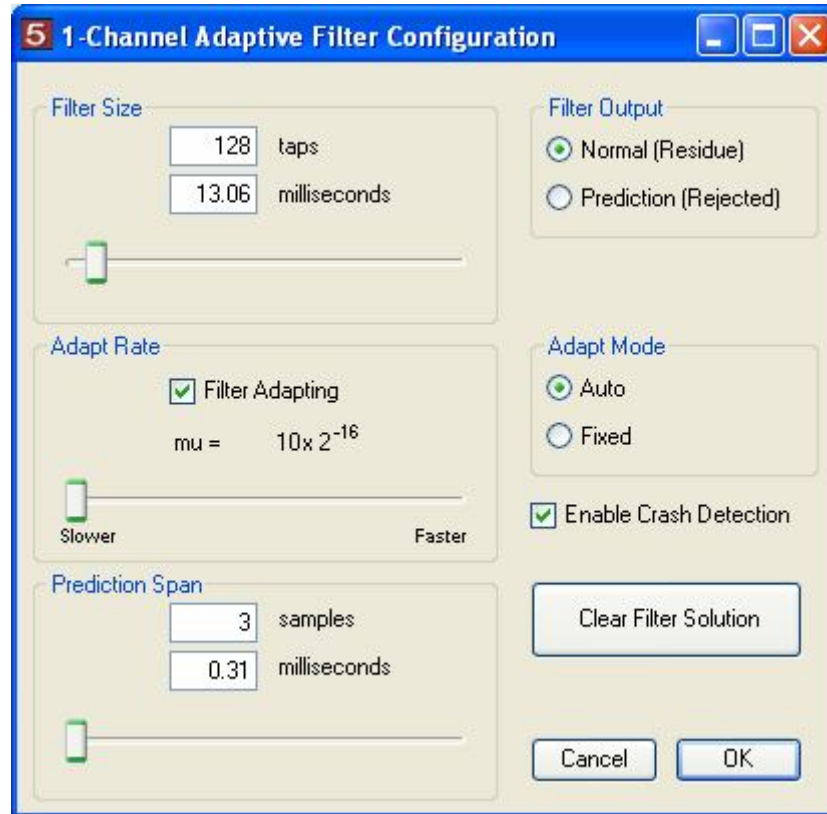 5 1-Channel Adaptive Filter Configuration
Filter Size
128 taps
13.06 milliseconds
Filter Output
Normal (Residue)
Prediction (Rejected)
Adapt Rate
Filter Adapting
mu = 10x 2^-16
Slower Faster
Adapt Mode
Auto
Fixed
Enable Crash Detection
Prediction Span
3 samples
0.31 milliseconds
Clear Filter Solution
Cancel OK